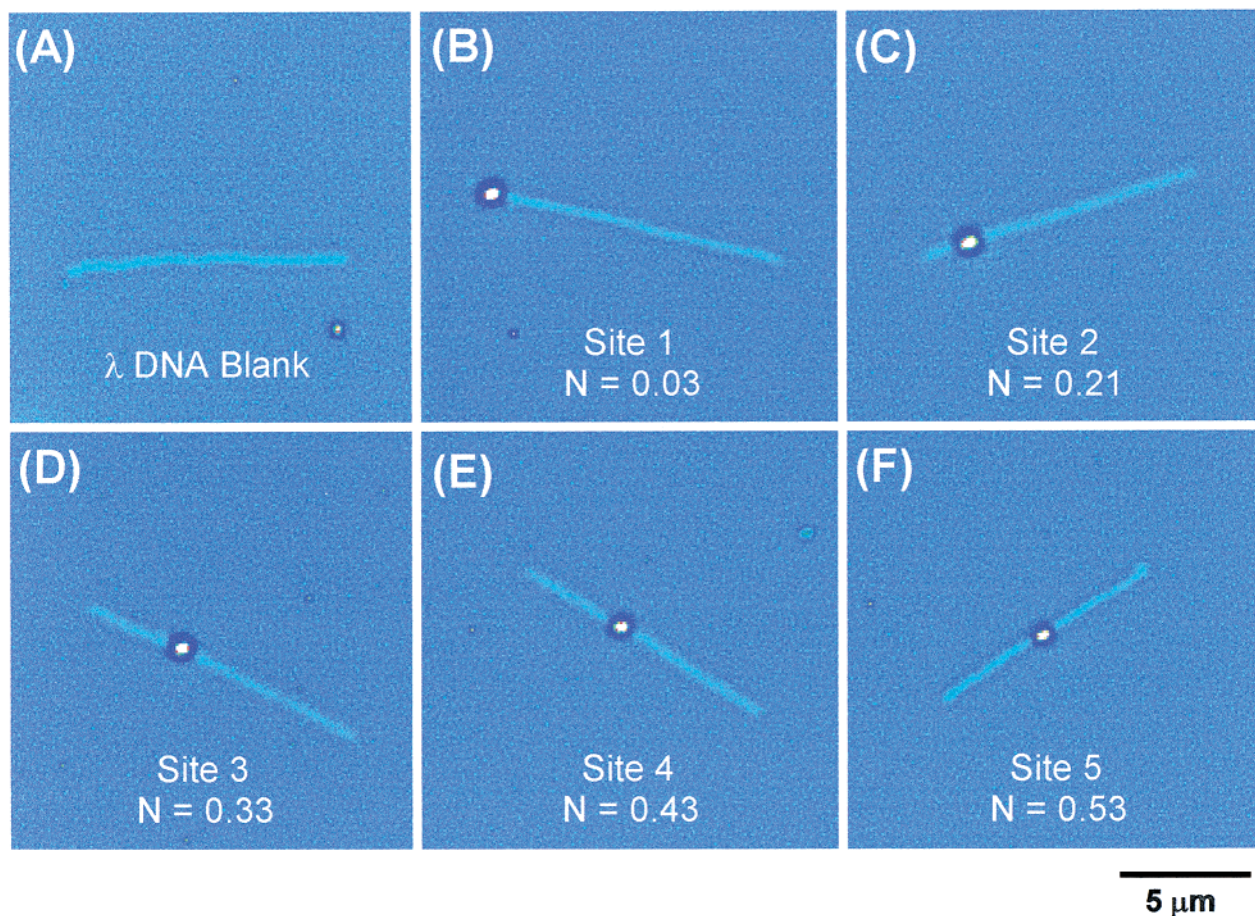 (A)
λ DNA Blank
(B)
Site 1
N = 0.03
(C)
Site 2
N = 0.21
(D)
Site 3
N = 0.33
(E)
Site 4
N = 0.43
(F)
Site 5
N = 0.53
5 μm